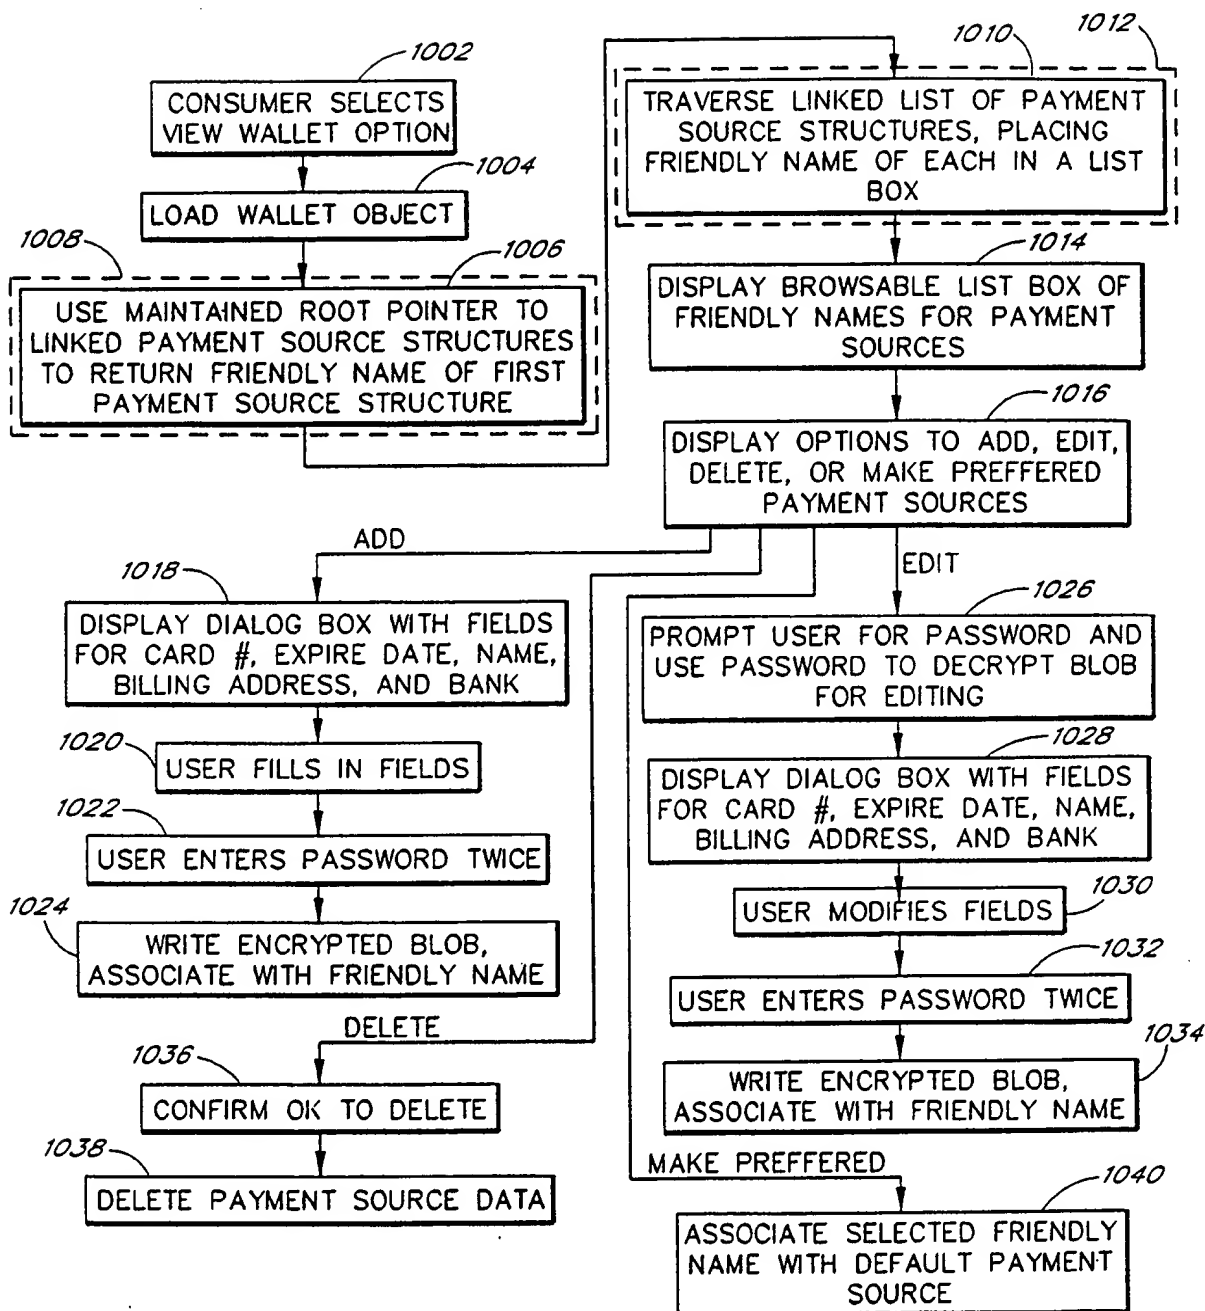 1002
CONSUMER SELECTS
VIEW WALLET OPTION
1004
LOAD WALLET OBJECT
1008
1006
USE MAINTAINED ROOT POINTER TO
LINKED PAYMENT SOURCE STRUCTURES
TO RETURN FRIENDLY NAME OF FIRST
PAYMENT SOURCE STRUCTURE
1010
1012
TRAVERSE LINKED LIST OF PAYMENT
SOURCE STRUCTURES, PLACING
FRIENDLY NAME OF EACH IN A LIST
BOX
1014
DISPLAY BROWSABLE LIST BOX OF
FRIENDLY NAMES FOR PAYMENT
SOURCES
1016
DISPLAY OPTIONS TO ADD, EDIT,
DELETE, OR MAKE PREFFERED
PAYMENT SOURCES
ADD
1018
DISPLAY DIALOG BOX WITH FIELDS
FOR CARD #, EXPIRE DATE, NAME,
BILLING ADDRESS, AND BANK
1020
USER FILLS IN FIELDS
1022
USER ENTERS PASSWORD TWICE
1024
WRITE ENCRYPTED BLOB,
ASSOCIATE WITH FRIENDLY NAME
DELETE
1036
CONFIRM OK TO DELETE
1038
DELETE PAYMENT SOURCE DATA
EDIT
1026
PROMPT USER FOR PASSWORD AND
USE PASSWORD TO DECRYPT BLOB
FOR EDITING
1028
DISPLAY DIALOG BOX WITH FIELDS
FOR CARD #, EXPIRE DATE, NAME,
BILLING ADDRESS, AND BANK
1030
USER MODIFIES FIELDS
1032
USER ENTERS PASSWORD TWICE
1034
WRITE ENCRYPTED BLOB,
ASSOCIATE WITH FRIENDLY NAME
MAKE PREFFERED
1040
ASSOCIATE SELECTED FRIENDLY
NAME WITH DEFAULT PAYMENT
SOURCE